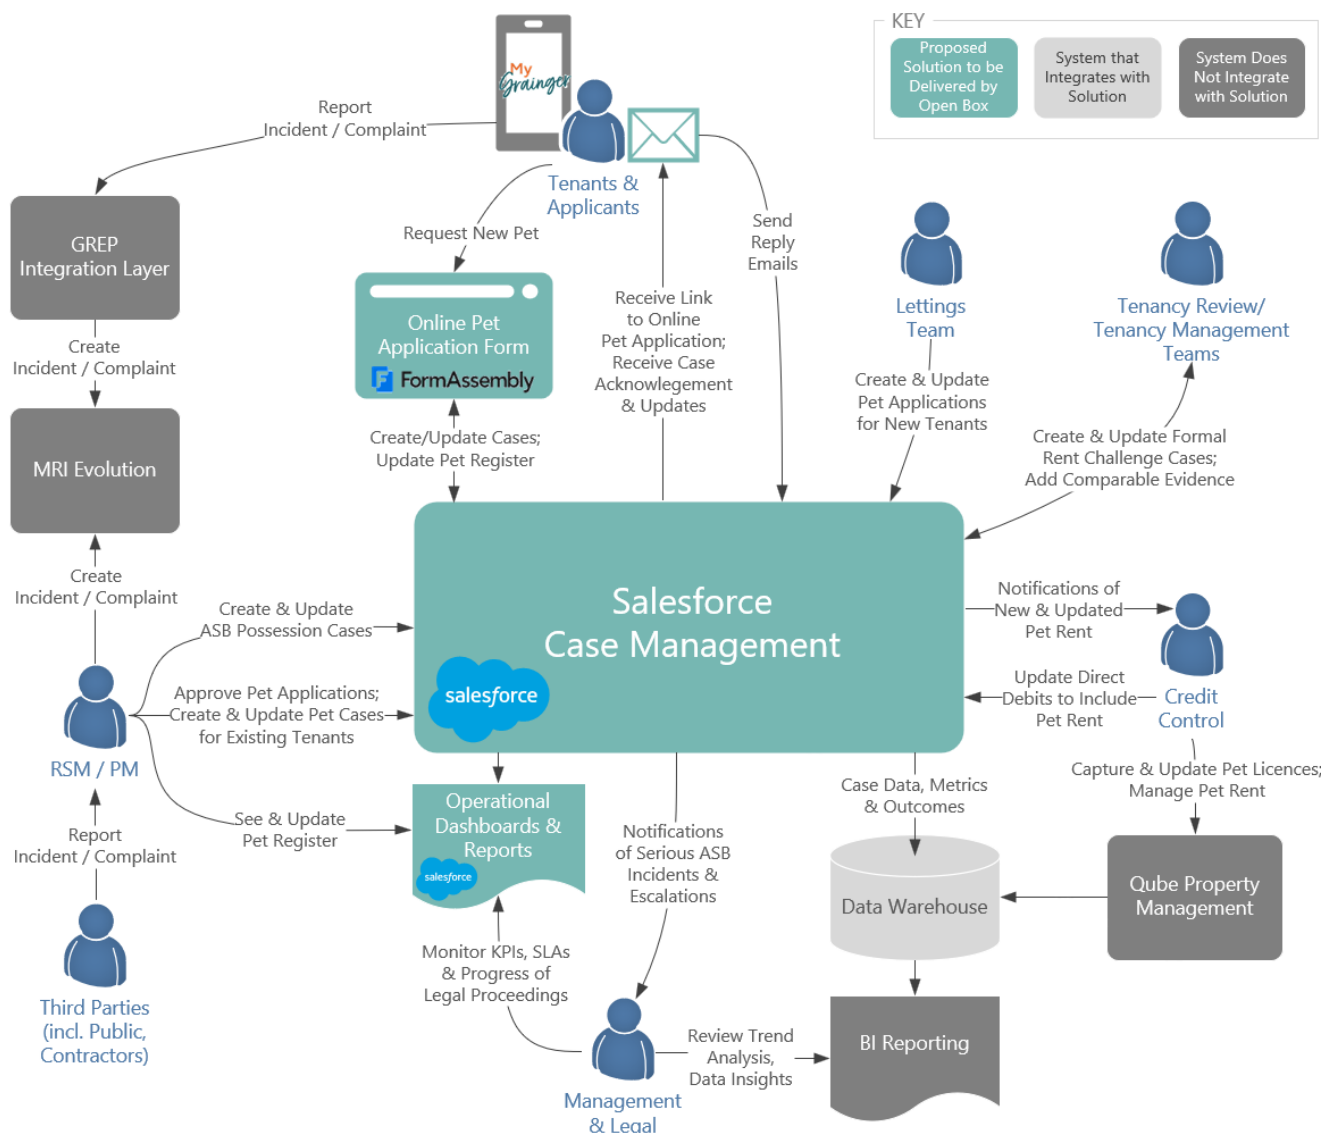 KEY
Proposed
Solution to be
Delivered by
Open Box
System that
Integrates with
Solution
System Does
Not Integrate
with Solution
My
Grainger
Report
Incident / Complaint
Tenants &
Applicants
GREP
Integration Layer
Request New Pet
Send
Reply
Emails
Online Pet
Application Form
FormAssembly
Receive Link
to Online
Pet Application;
Receive Case
Acknowlegement
& Updates
Lettings
Team
Tenancy Review/
Tenancy Management
Teams
Create
Incident / Complaint
Create & Update
Pet Applications
for New Tenants
MRI Evolution
Create/Update Cases;
Update Pet Register
Create & Update Formal
Rent Challenge Cases;
Add Comparable Evidence
Create
Incident / Complaint
Create & Update
ASB Possession Cases
Salesforce
Case Management
salesforce
Notifications of
New & Updated
Pet Rent
Approve Pet Applications;
Create & Update Pet Cases
for Existing Tenants
Update Direct
Debits to Include
Pet Rent
Credit
Control
RSM / PM
Capture & Update Pet Licences;
Manage Pet Rent
Case Data, Metrics
& Outcomes
See & Update
Pet Register
Operational
Dashboards &
Reports
salesforce
Notifications
of Serious ASB
Incidents &
Escalations
Report
Incident / Complaint
Data Warehouse
Qube Property
Management
Monitor KPIs, SLAs
& Progress of
Legal Proceedings
Third Parties
(incl. Public,
Contractors)
Review Trend
Analysis,
Data Insights
BI Reporting
Management
& Legal